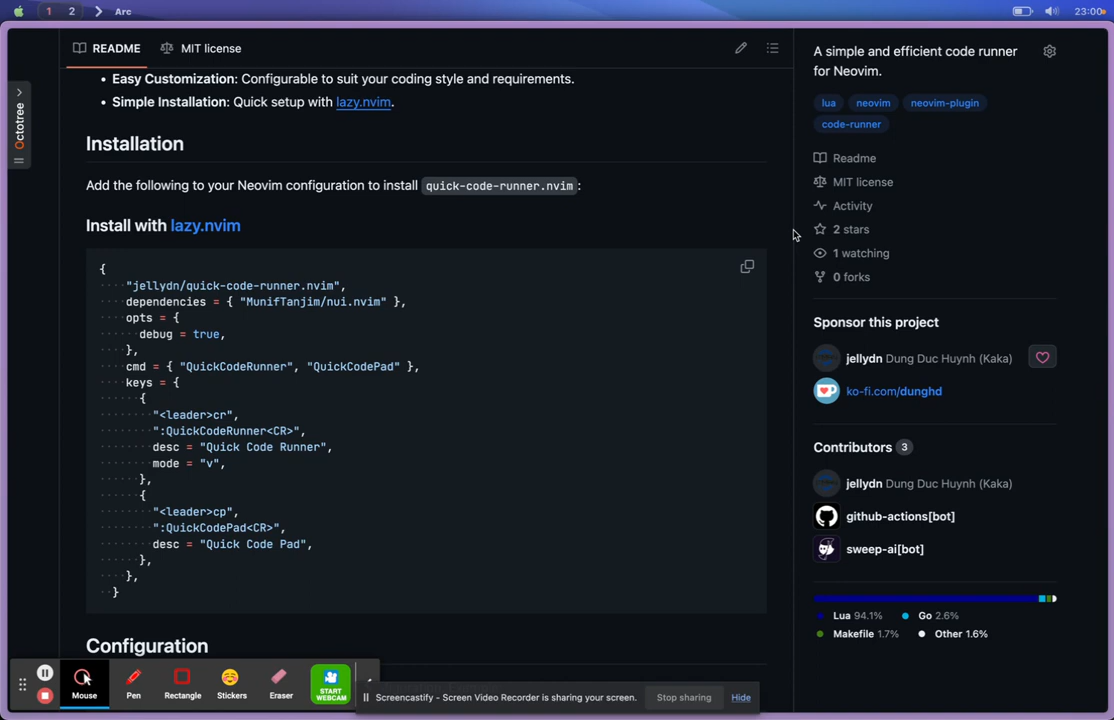 1 2 Arc 23:00
README MIT license
Easy Customization: Configurable to suit your coding style and requirements.
Simple Installation: Quick setup with lazy.nvim.
Installation
Add the following to your Neovim configuration to install quick-code-runner.nvim:
Install with lazy.nvim
{
"jellydn/quick-code-runner.nvim",
dependencies = { "MunifTanjim/nui.nvim" },
opts = {
debug = true,
},
cmd = { "QuickCodeRunner", "QuickCodePad" },
keys = {
{
"<leader>cr",
":QuickCodeRunner<CR>",
desc = "Quick Code Runner",
mode = "v",
},
{
"<leader>cp",
":QuickCodePad<CR>",
desc = "Quick Code Pad",
},
},
}
Configuration
Octotree
A simple and efficient code runner
for Neovim.
lua neovim neovim-plugin
code-runner
Readme
MIT license
Activity
2 stars
1 watching
0 forks
Sponsor this project
jellydn Dung Duc Huynh (Kaka)
ko-fi.com/dunghd
Contributors 3
jellydn Dung Duc Huynh (Kaka)
github-actions[bot]
sweep-ai[bot]
Lua 94.1% Go 2.6%
Makefile 1.7% Other 1.6%
Mouse Pen Rectangle Stickers Eraser START
WEBCAM
Screencastify - Screen Video Recorder is sharing your screen. Stop sharing Hide